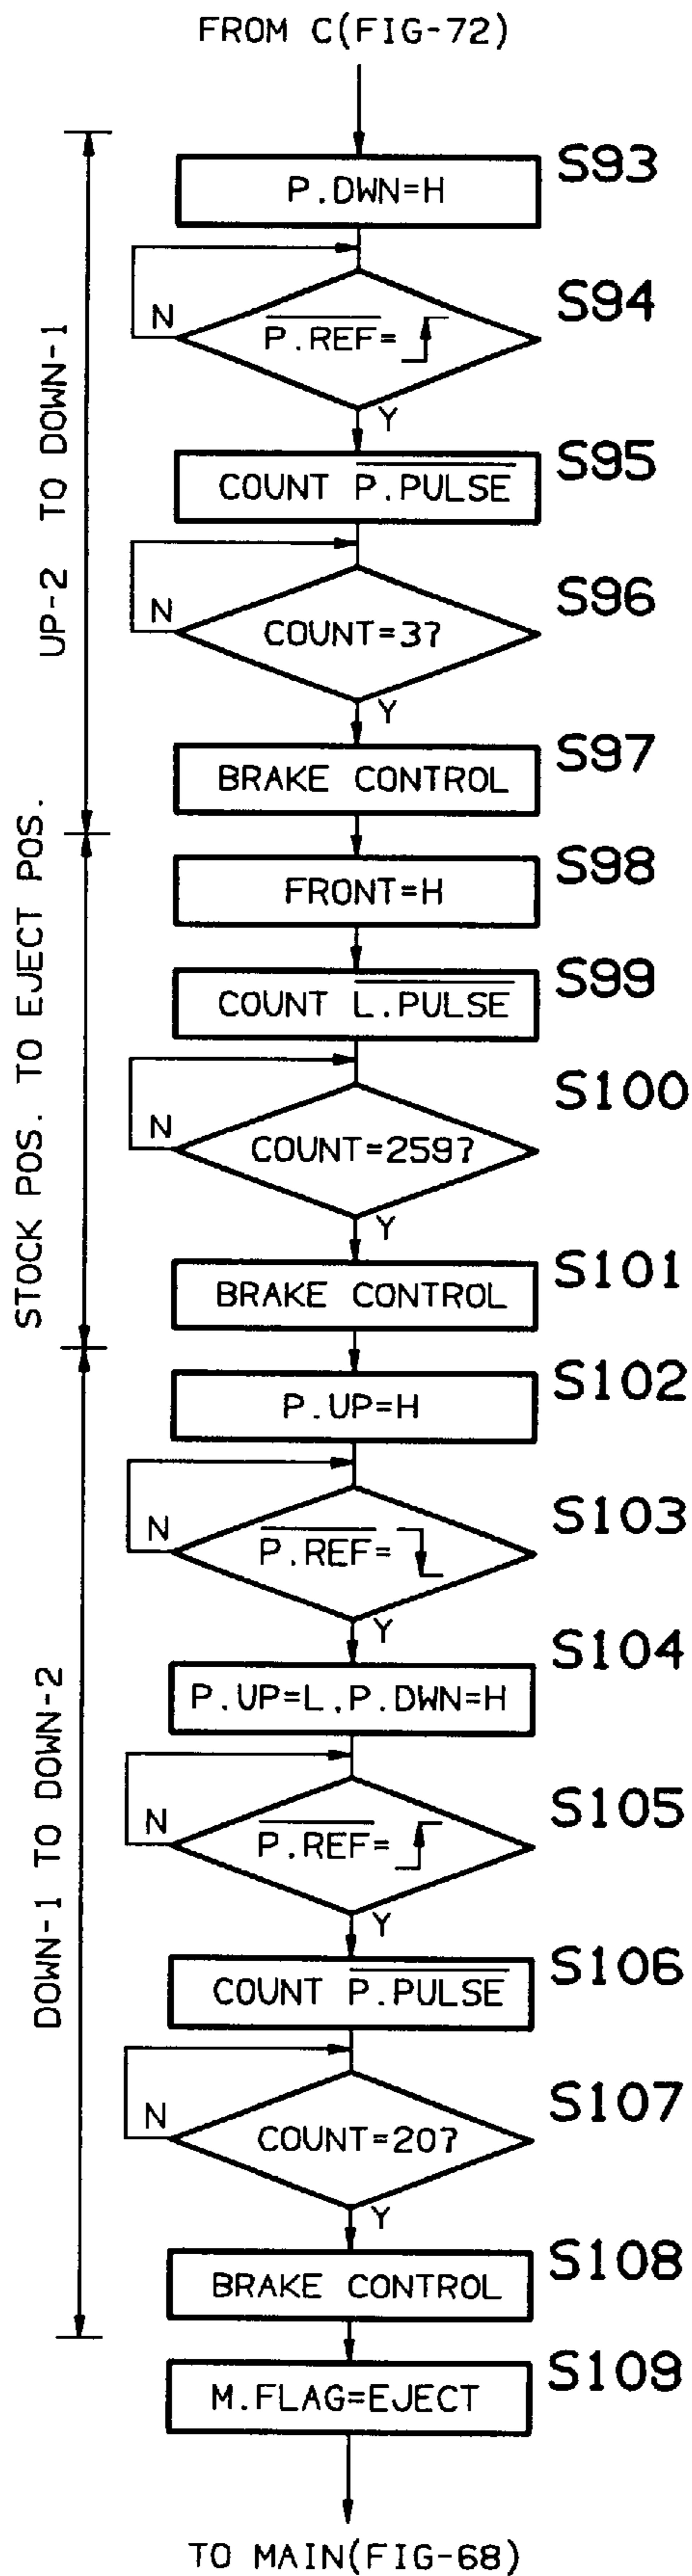 FROM C(FIG-72)
UP-2 TO DOWN-1
S93
P.DWN=H
S94
P.REF=
N
Y
S95
COUNT P.PULSE
S96
COUNT=3?
N
Y
S97
BRAKE CONTROL
STOCK POS. TO EJECT POS.
S98
FRONT=H
S99
COUNT L.PULSE
S100
COUNT=259?
N
Y
S101
BRAKE CONTROL
DOWN-1 TO DOWN-2
S102
P.UP=H
S103
P.REF=
N
Y
S104
P.UP=L,P.DWN=H
S105
P.REF=
N
Y
S106
COUNT P.PULSE
S107
COUNT=20?
N
Y
S108
BRAKE CONTROL
S109
M.FLAG=EJECT
TO MAIN(FIG-68)